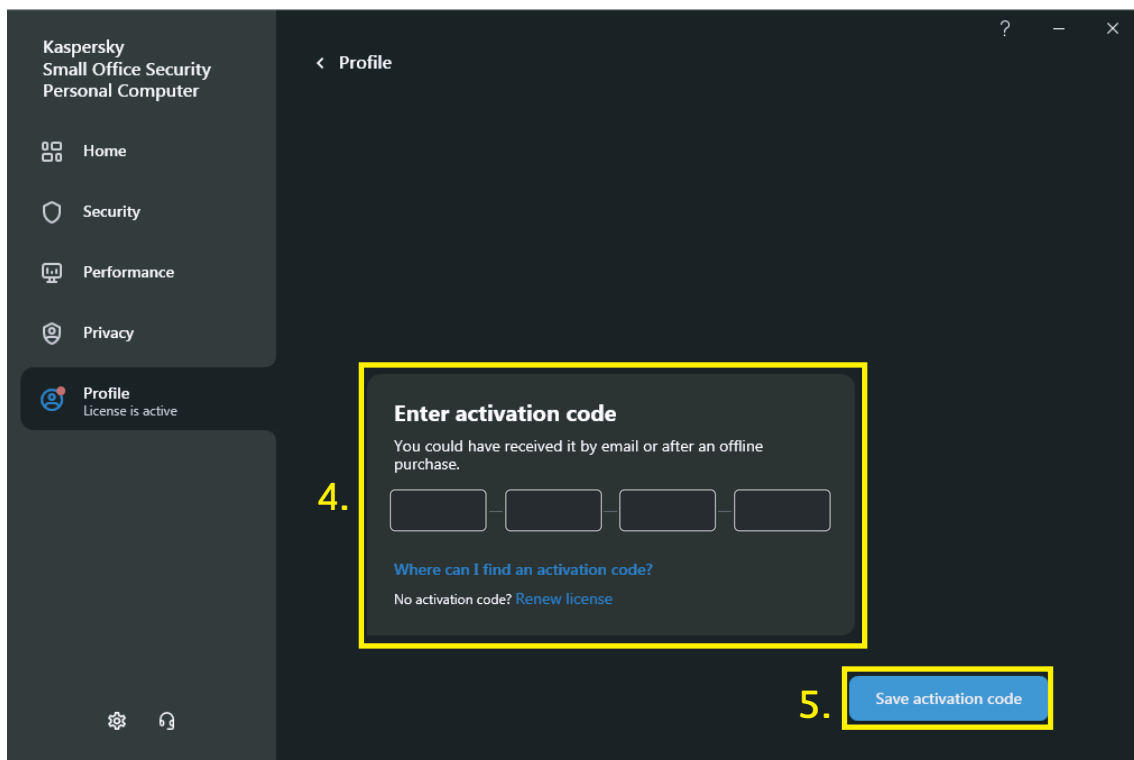 Kaspersky
Small Office Security
Personal Computer
Home
Security
Performance
Privacy
Profile
License is active
? – ×
< Profile
4.
Enter activation code
You could have received it by email or after an offline
purchase.
– – –
Where can I find an activation code?
No activation code? Renew license
5.
Save activation code